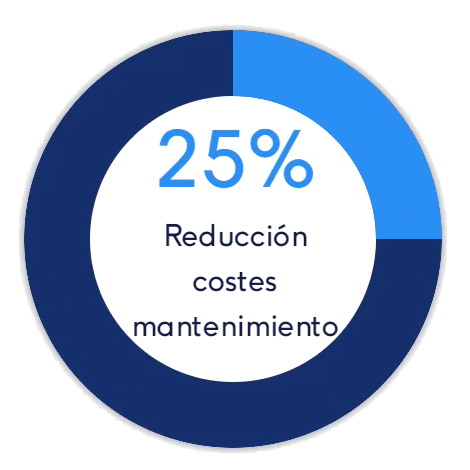 25%
Reducción
costes
mantenimiento